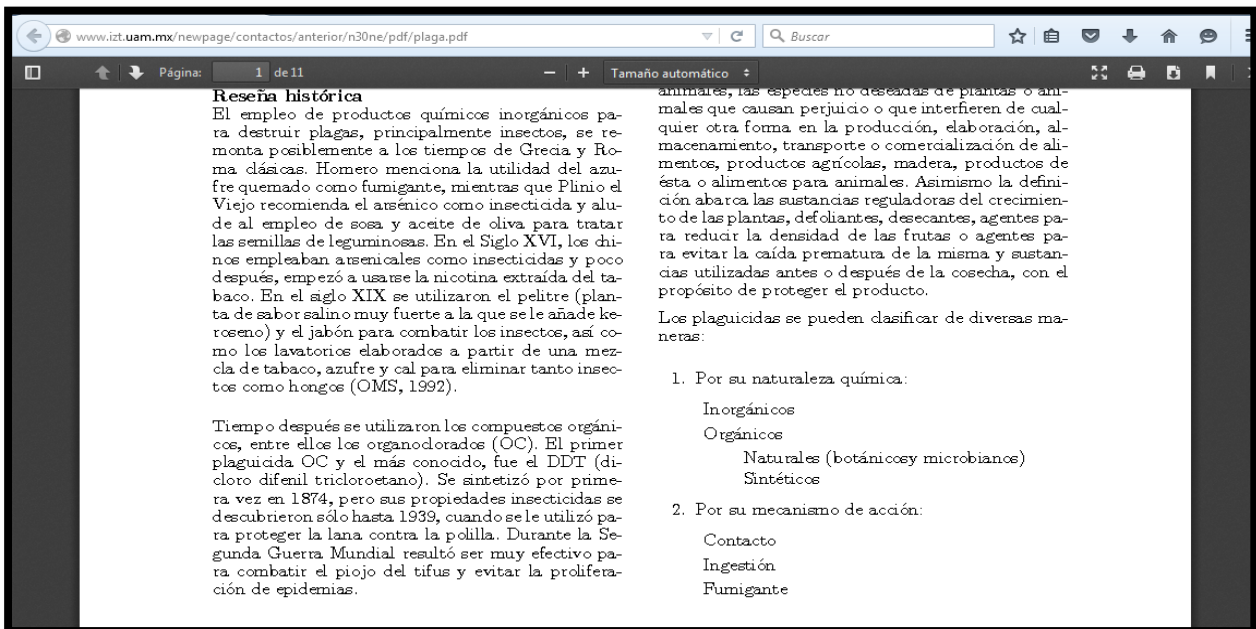 www.izt.uam.mx/newpage/contactos/anterior/n30ne/pdf/plaga.pdf
Buscar
Página: 1 de 11
Tamaño automático
Reseña histórica
El empleo de productos químicos inorgánicos pa-
ra destruir plagas, principalmente insectos, se re-
monta posiblemente a los tiempos de Grecia y Ro-
ma clásicas. Homero menciona la utilidad del azu-
fre quemado como fumigante, mientras que Plinio el
Viejo recomienda el arsénico como insecticida y alu-
de al empleo de sosa y aceite de oliva para tratar
las semillas de leguminosas. En el Siglo XVI, los chi-
nos empleaban arsenicales como insecticidas y poco
después, empezó a usarse la nicotina extraída del ta-
baco. En el siglo XIX se utilizaron el pelitre (plan-
ta de sabor salino muy fuerte a la que se le añade ke-
roseno) y el jabón para combatir los insectos, así co-
mo los lavatorios elaborados a partir de una mez-
cla de tabaco, azufre y cal para eliminar tanto insec-
tos como hongos (OMS, 1992).
Tiempo después se utilizaron los compuestos orgáni-
cos, entre ellos los organoclorados (OC). El primer
plaguicida OC y el más conocido, fue el DDT (di-
cloro difenil tricloroetano). Se sintetizó por prime-
ra vez en 1874, pero sus propiedades insecticidas se
descubrieron sólo hasta 1939, cuando se le utilizó pa-
ra proteger la lana contra la polilla. Durante la Se-
gunda Guerra Mundial resultó ser muy efectivo pa-
ra combatir el piojo del tifus y evitar la prolifera-
ción de epidemias.
animales, las especies no deseadas de plantas o ani-
males que causan perjuicio o que interfieren de cual-
quier otra forma en la producción, elaboración, al-
macenamiento, transporte o comercialización de ali-
mentos, productos agrícolas, madera, productos de
ésta o alimentos para animales. Asimismo la defini-
ción abarca las sustancias reguladoras del crecimien-
to de las plantas, defoliantes, desecantes, agentes pa-
ra reducir la densidad de las frutas o agentes pa-
ra evitar la caída prematura de la misma y sustan-
cias utilizadas antes o después de la cosecha, con el
propósito de proteger el producto.
Los plaguicidas se pueden clasificar de diversas ma-
neras:
1. Por su naturaleza química:
Inorgánicos
Orgánicos
Naturales (botánicosy microbianos)
Sintéticos
2. Por su mecanismo de acción:
Contacto
Ingestión
Fumigante